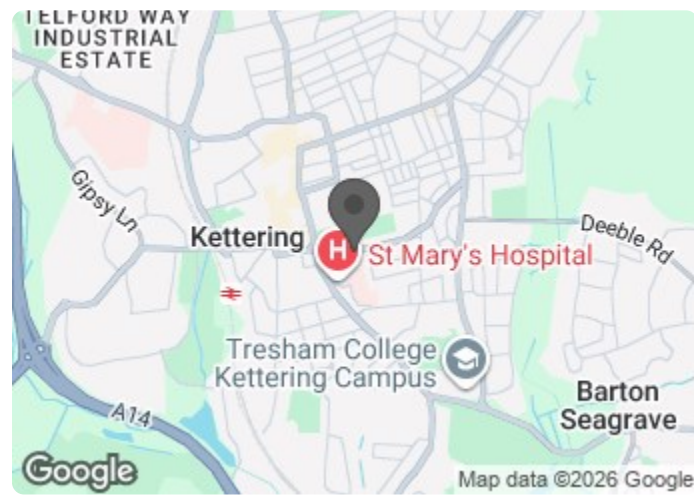 TELFORD WAY
INDUSTRIAL
ESTATE
Gipsy Ln
Deeble Rd
Kettering
H
St Mary's Hospital
Tresham College
Kettering Campus
Barton
Seagrave
A14
Google
Map data ©2026 Google